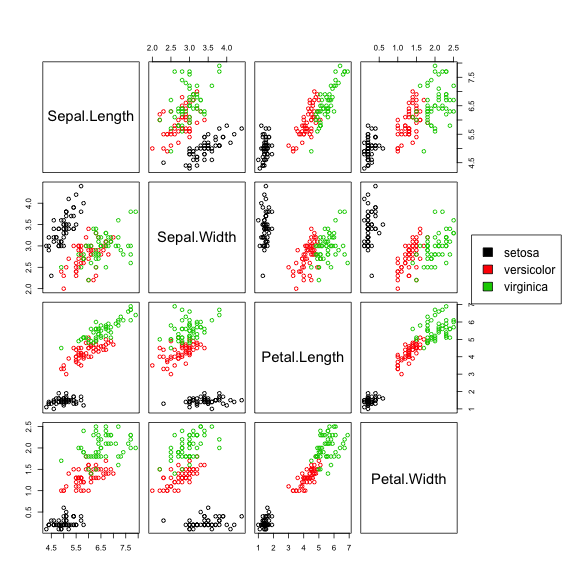 2.0 2.5 3.0 3.5 4.0
0.5 1.0 1.5 2.0 2.5
Sepal.Length
4.5 5.5 6.5 7.5
2.0 2.5 3.0 3.5 4.0
Sepal.Width
setosa
versicolor
virginica
Petal.Length
1 2 3 4 5 6 7
0.5 1.0 1.5 2.0 2.5
Petal.Width
4.5 5.5 6.5 7.5
1 2 3 4 5 6 7